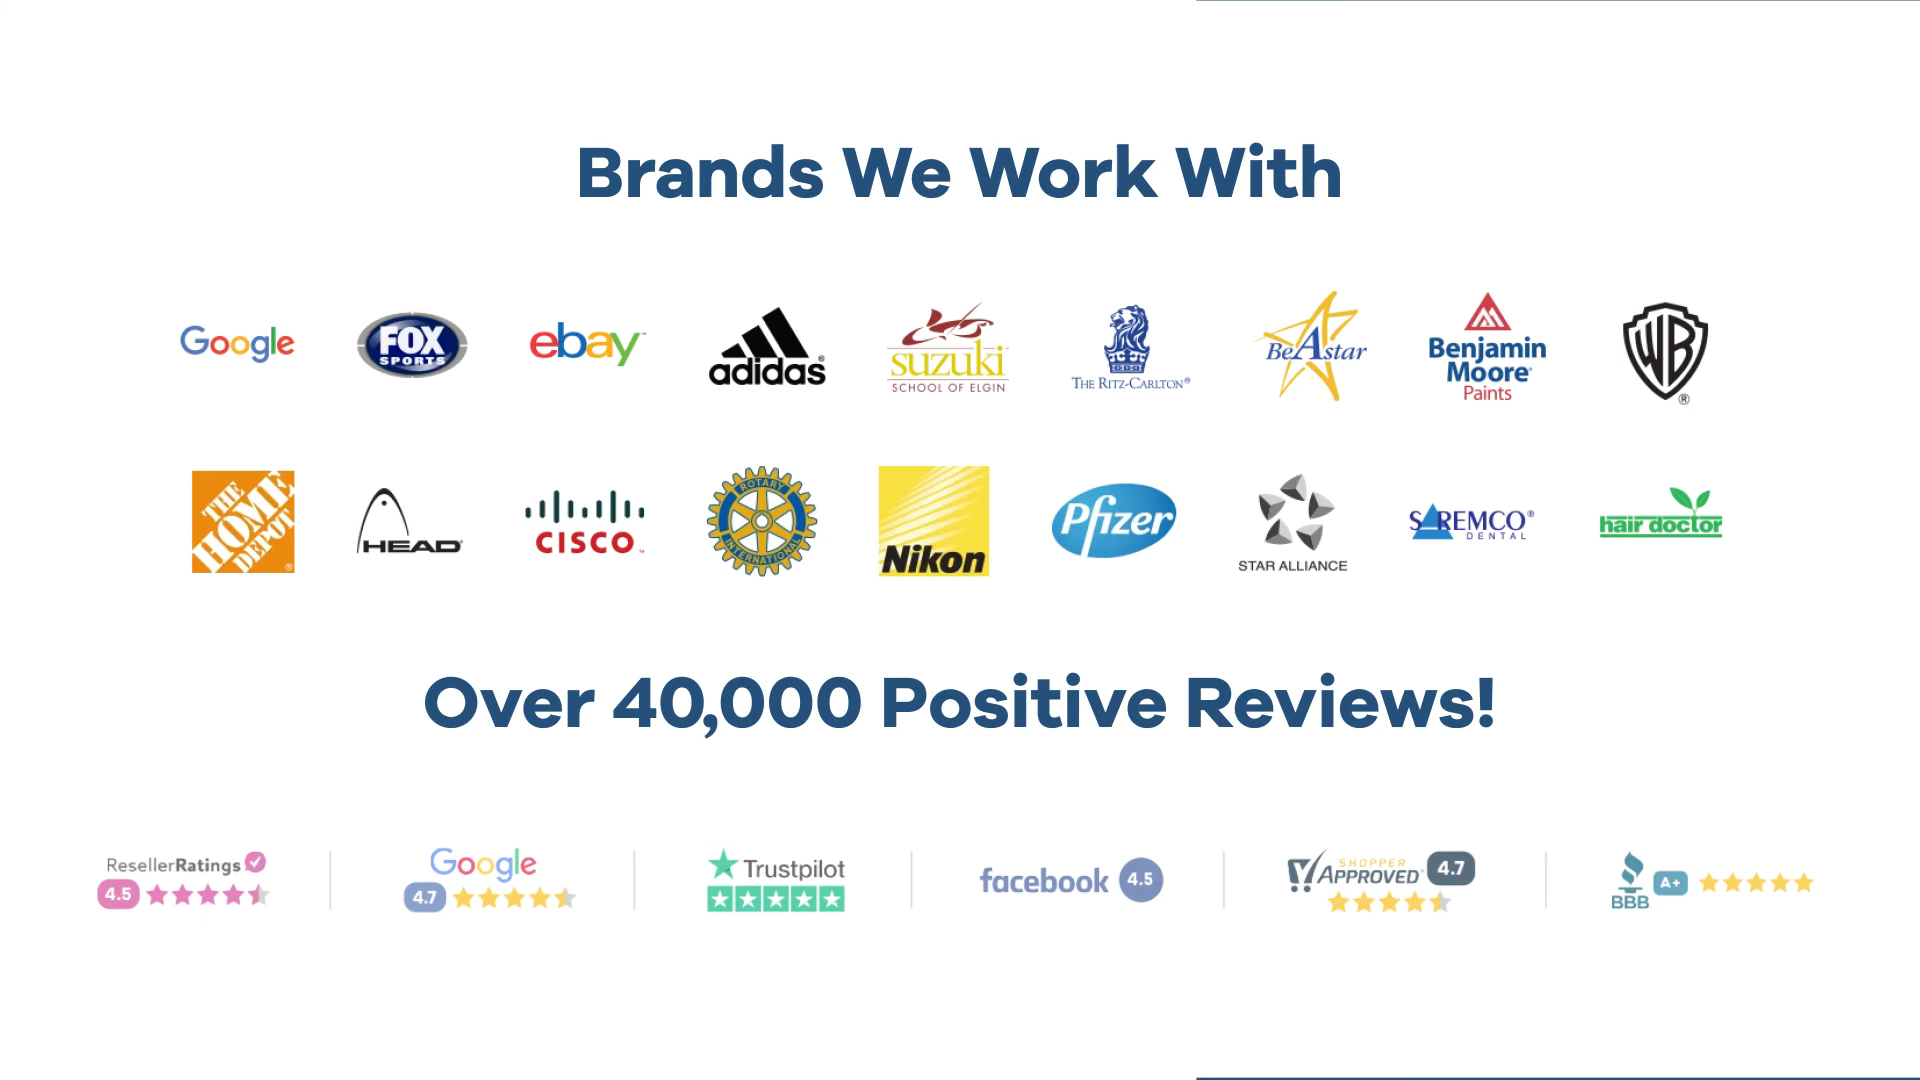 Brands We Work With
Google
FOX
SPORTS
ebay™
adidas®
suzuki
SCHOOL OF ELGIN
THE RITZ-CARLTON®
BeAstar
Benjamin
Moore®
Paints
WB®
THE
HOME
DEPOT®
HEAD®
CISCO™
ROTARY
INTERNATIONAL
Nikon
Pfizer
STAR ALLIANCE
SAREMCO®
DENTAL
hair doctor
Over 40,000 Positive Reviews!
ResellerRatings
4.5
Google
4.7
Trustpilot
facebook 4.5
SHOPPER
APPROVED® 4.7
A+
BBB